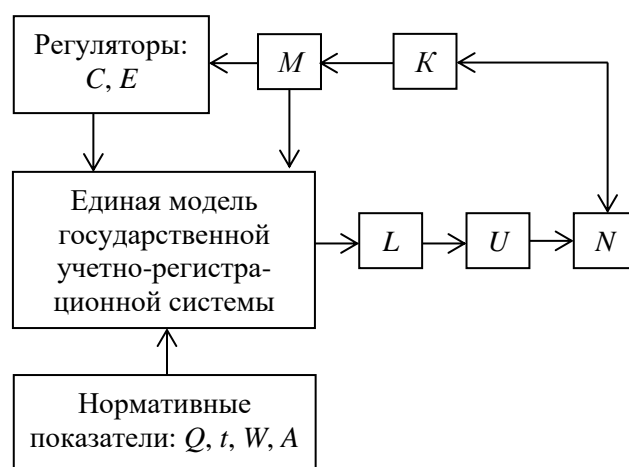 Регуляторы:
C, E
M
К
Единая модель
государственной
учетно-регистра-
ционной системы
L
U
N
Нормативные
показатели: Q, t, W, A